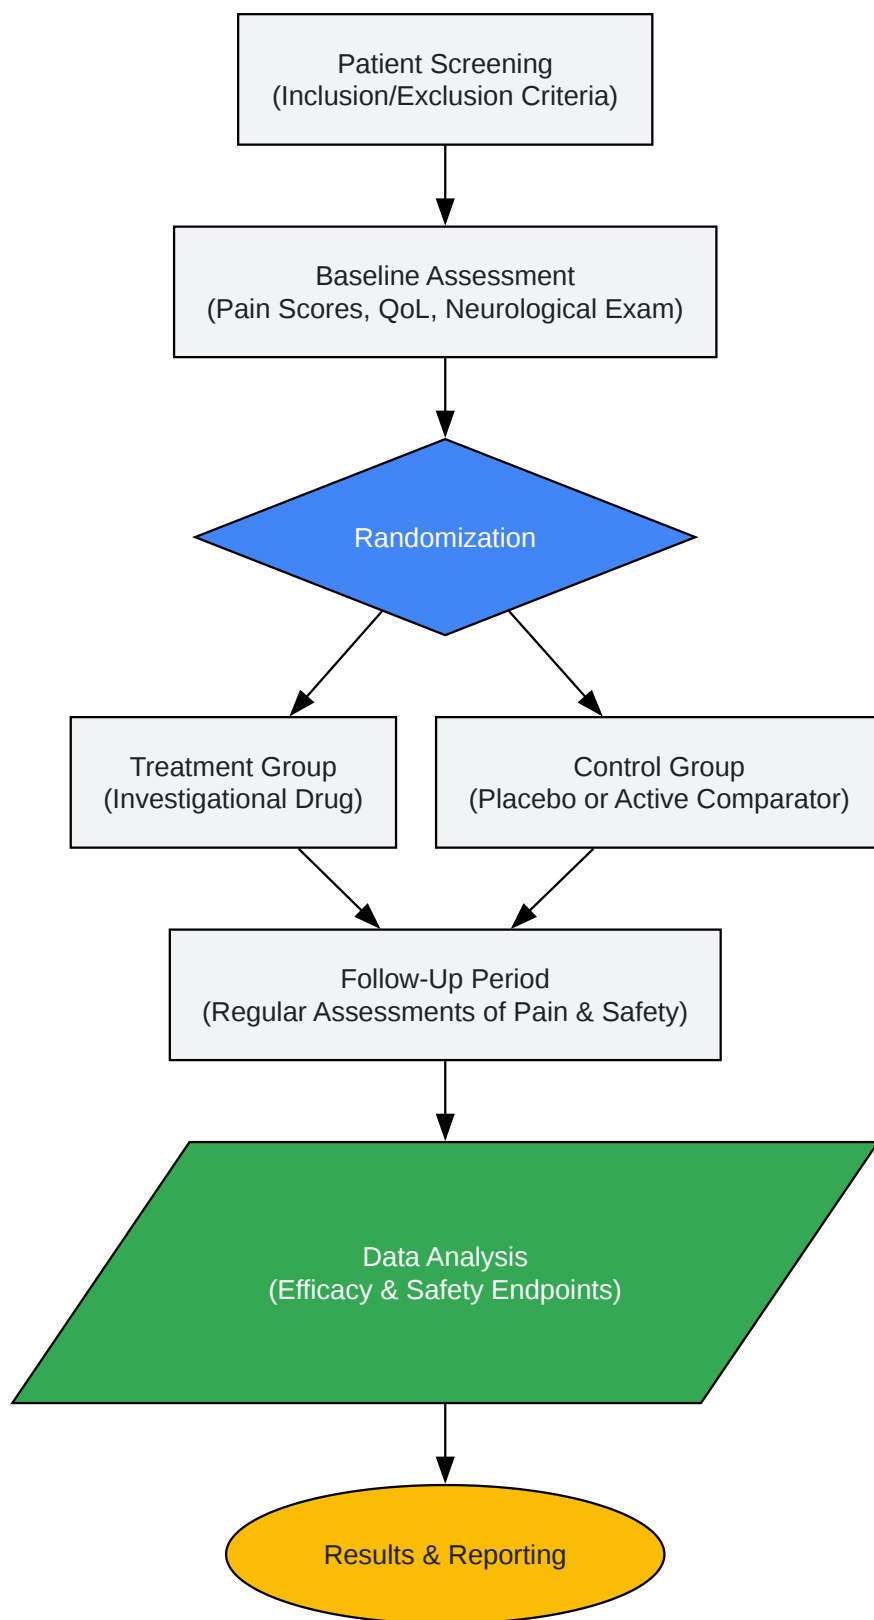 Patient Screening
(Inclusion/Exclusion Criteria)
Baseline Assessment
(Pain Scores, QoL, Neurological Exam)
Randomization
Treatment Group
(Investigational Drug)
Control Group
(Placebo or Active Comparator)
Follow-Up Period
(Regular Assessments of Pain & Safety)
Data Analysis
(Efficacy & Safety Endpoints)
Results & Reporting